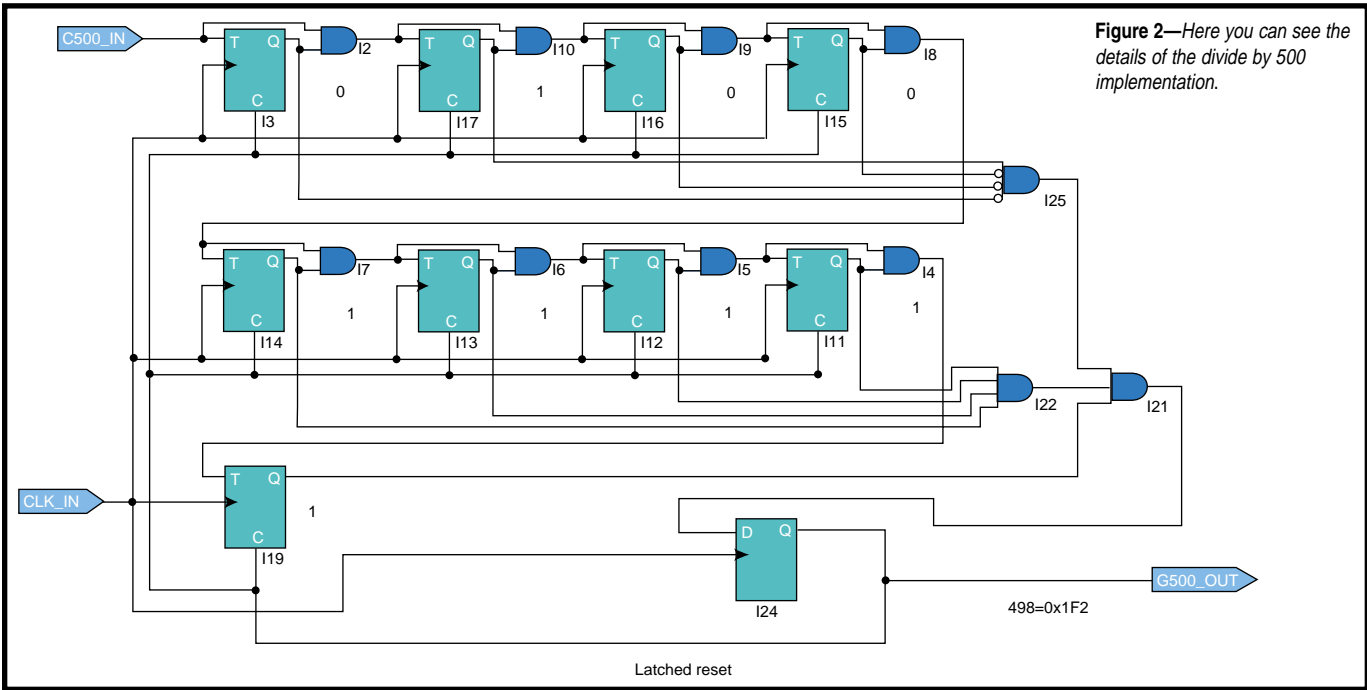 C500_IN
T Q
I2
T Q
I10
T Q
I9
T Q
I8
Figure 2—Here you can see the
details of the divide by 500
implementation.
0
1
0
0
C
C
C
C
I3
I17
I16
I15
I25
T Q
I7
T Q
I6
T Q
I5
T Q
I4
1
1
1
1
C
C
C
C
I14
I13
I12
I11
I22
I21
CLK_IN
T Q
1
C
I19
D Q
I24
G500_OUT
498=0x1F2
Latched reset